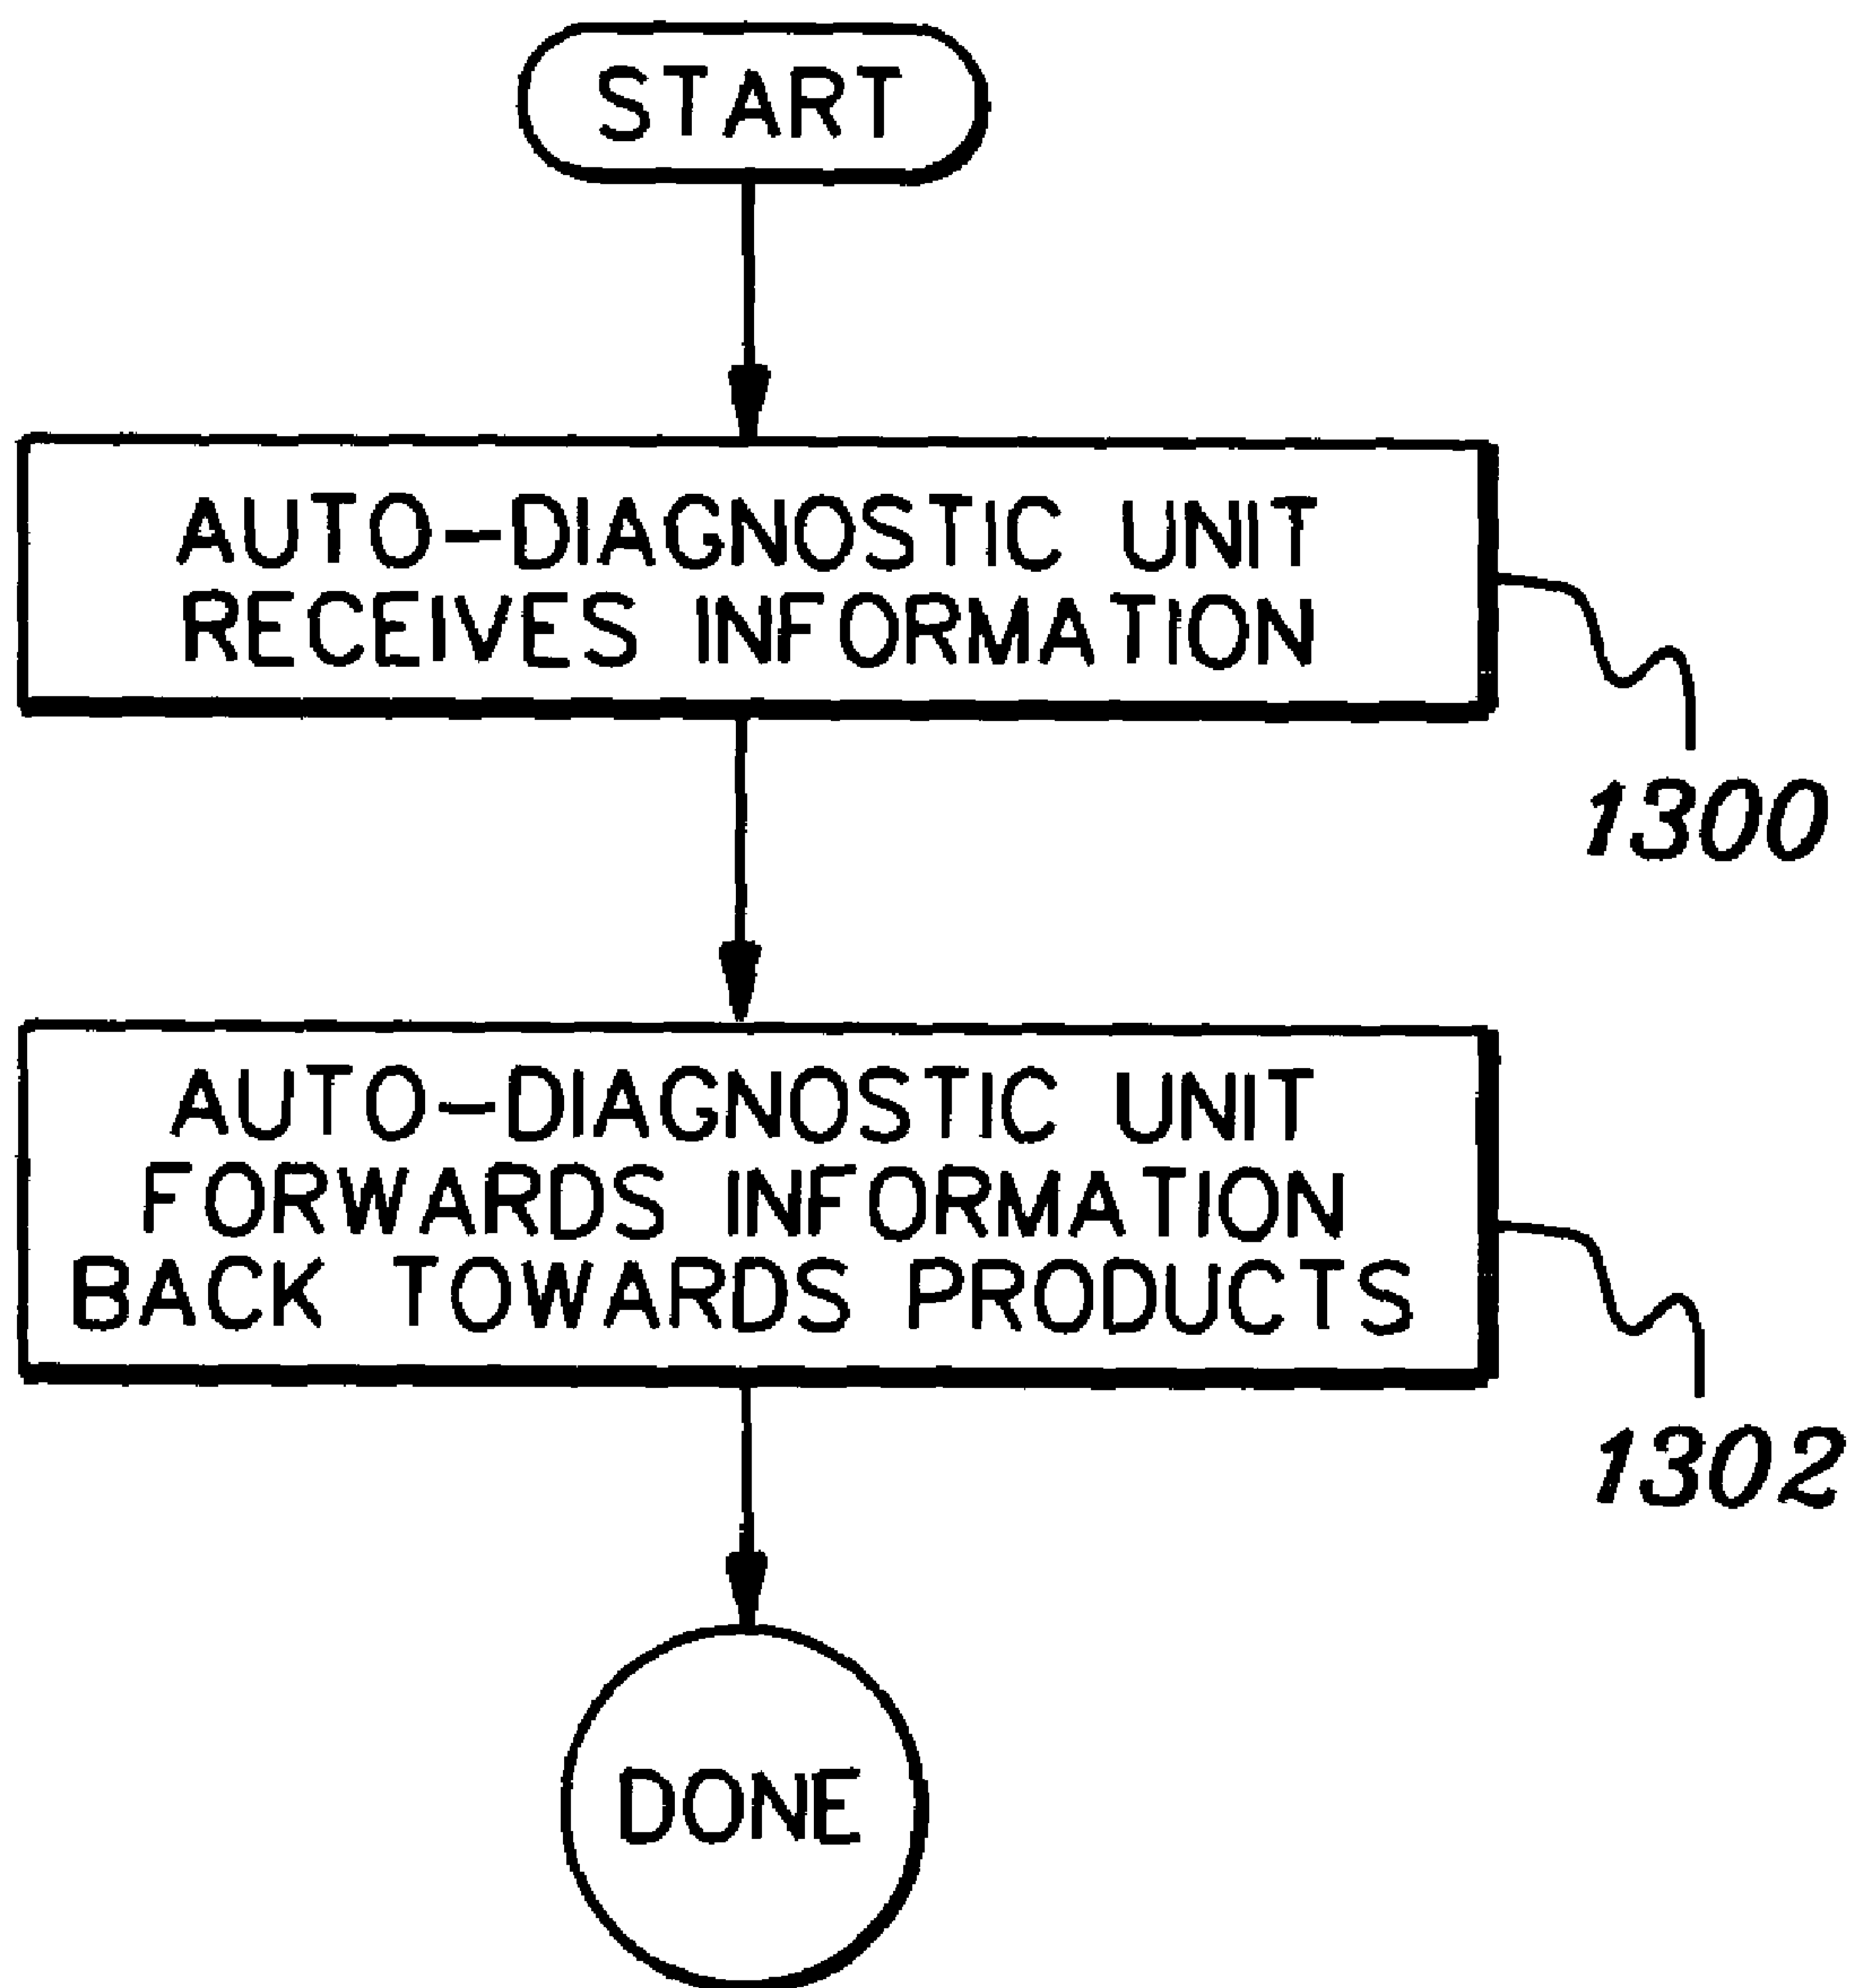 START
AUTO-DIAGNOSTIC UNIT
RECEIVES INFORMATION
1300
AUTO-DIAGNOSTIC UNIT
FORWARDS INFORMATION
BACK TOWARDS PRODUCTS
1302
DONE